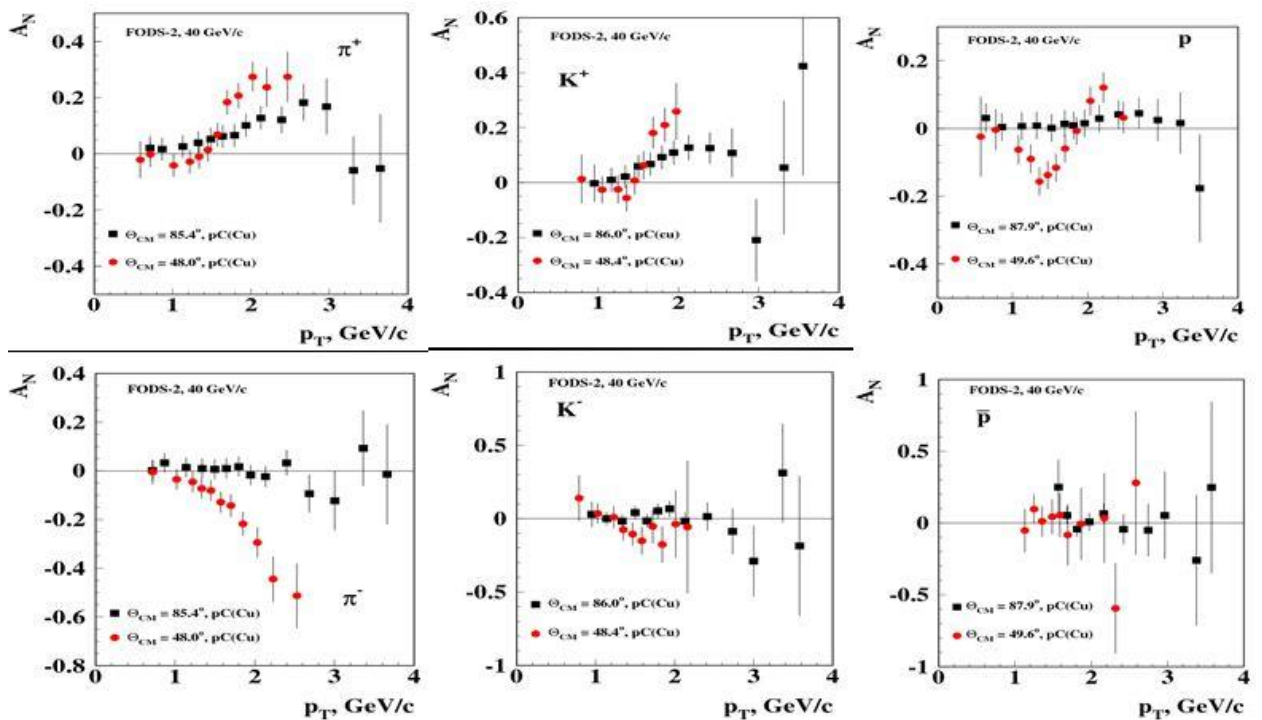 A_N
FODS-2, 40 GeV/c
π⁺
0.4
0.2
0
-0.2
-0.4
Θ_CM = 85.4°, pC(Cu)
Θ_CM = 48.0°, pC(Cu)
0 1 2 3 4
p_T, GeV/c
A_N
FODS-2, 40 GeV/c
K⁺
0.6
0.4
0.2
0
-0.2
-0.4
Θ_CM = 86.0°, pC(cu)
Θ_CM = 48.4°, pC(Cu)
0 1 2 3 4
p_T, GeV/c
A_N
FODS-2, 40 GeV/c
p
0.2
0
-0.2
-0.4
Θ_CM = 87.9°, pC(Cu)
Θ_CM = 49.6°, pC(Cu)
0 1 2 3 4
p_T, GeV/c
A_N
FODS-2, 40 GeV/c
0.4
0.2
0
-0.2
-0.4
-0.6
-0.8
π⁻
Θ_CM = 85.4°, pC(Cu)
Θ_CM = 48.0°, pC(Cu)
0 1 2 3 4
p_T, GeV/c
A_N
FODS-2, 40 GeV/c
K⁻
1
0.5
0
-0.5
-1
Θ_CM = 86.0°, pC(Cu)
Θ_CM = 48.4°, pC(Cu)
0 1 2 3 4
p_T, GeV/c
A_N
FODS-2, 40 GeV/c
p̅
1
0.5
0
-0.5
-1
Θ_CM = 87.9°, pC(Cu)
Θ_CM = 49.6°, pC(Cu)
0 1 2 3 4
p_T, GeV/c